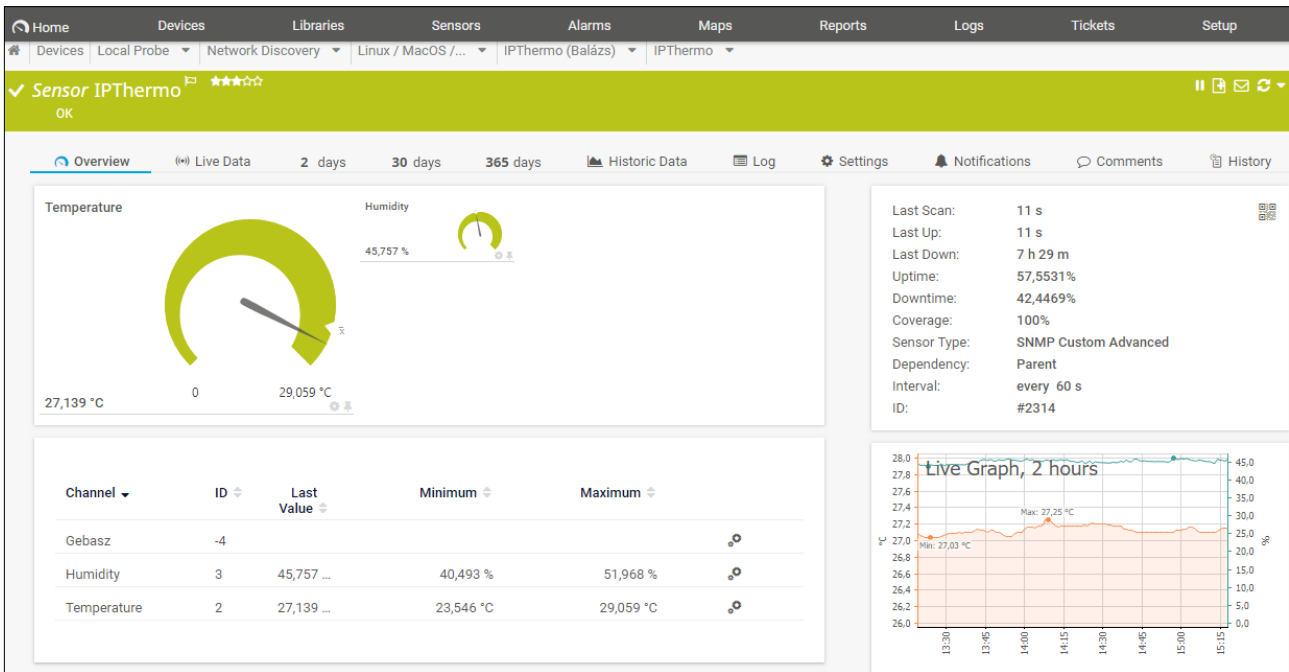 Home Devices Libraries Sensors Alarms Maps Reports Logs Tickets Setup
Devices Local Probe Network Discovery Linux / MacOS /... IPThermo (Balázs) IPThermo
Sensor IPThermo
OK
Overview Live Data 2 days 30 days 365 days Historic Data Log Settings Notifications Comments History
Temperature
0
29,059 °C
27,139 °C
x̄
Humidity
45,757 %
Last Scan: 11 s
Last Up: 11 s
Last Down: 7 h 29 m
Uptime: 57,5531%
Downtime: 42,4469%
Coverage: 100%
Sensor Type: SNMP Custom Advanced
Dependency: Parent
Interval: every 60 s
ID: #2314
Channel ID Last Value Minimum Maximum
Gebasz -4
Humidity 3 45,757 ... 40,493 % 51,968 %
Temperature 2 27,139 ... 23,546 °C 29,059 °C
Live Graph, 2 hours
28.0
27,8
27,6
27,4
27,2
27,0
26,8
26,6
26,4
26,2
26,0
°C
Max: 27,25 °C
Min: 27,03 °C
45,0
40,0
35,0
30,0
25,0
20,0
15,0
10,0
5,0
0,0
%
13:30 13:45 14:00 14:15 14:30 14:45 15:00 15:15